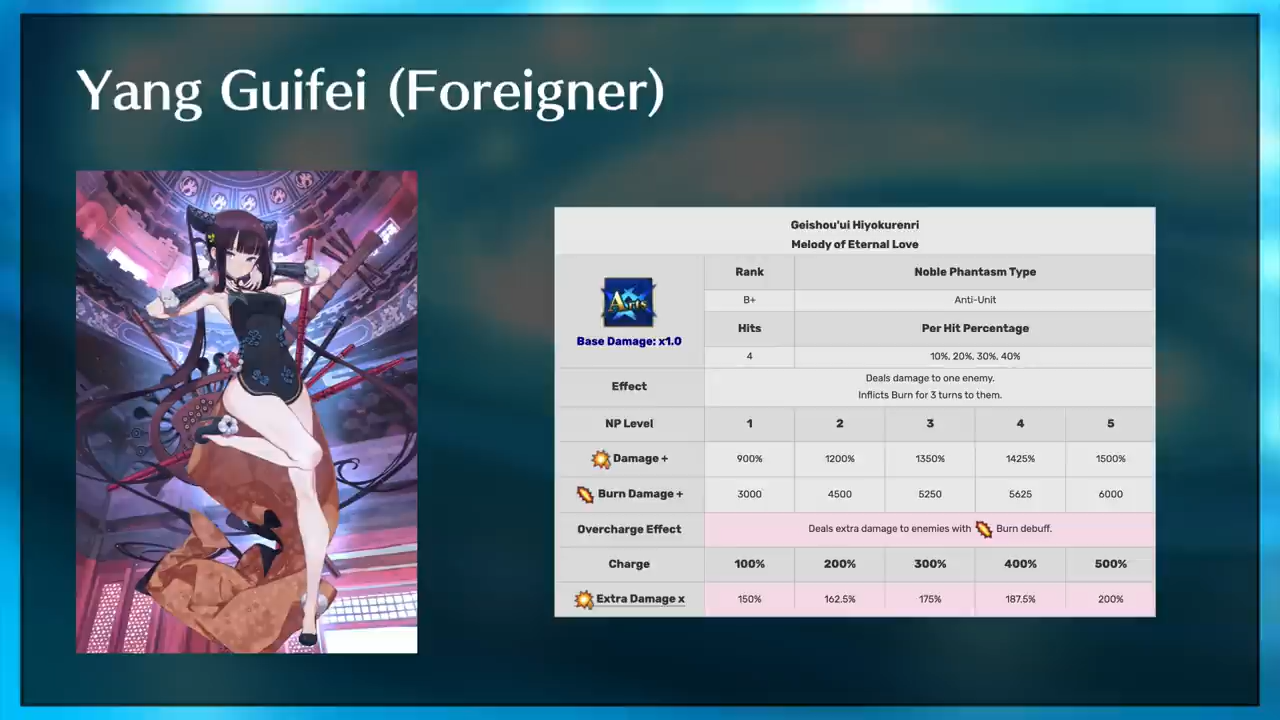 Yang Guifei (Foreigner)
Geishou'ui Hiyokurenri
Melody of Eternal Love
Arts
Base Damage: x1.0
Rank Noble Phantasm Type
B+ Anti-Unit
Hits Per Hit Percentage
4 10%, 20%, 30%, 40%
Effect
Deals damage to one enemy.
Inflicts Burn for 3 turns to them.
NP Level 1 2 3 4 5
Damage + 900% 1200% 1350% 1425% 1500%
Burn Damage + 3000 4500 5250 5625 6000
Overcharge Effect Deals extra damage to enemies with Burn debuff.
Charge 100% 200% 300% 400% 500%
Extra Damage x 150% 162.5% 175% 187.5% 200%